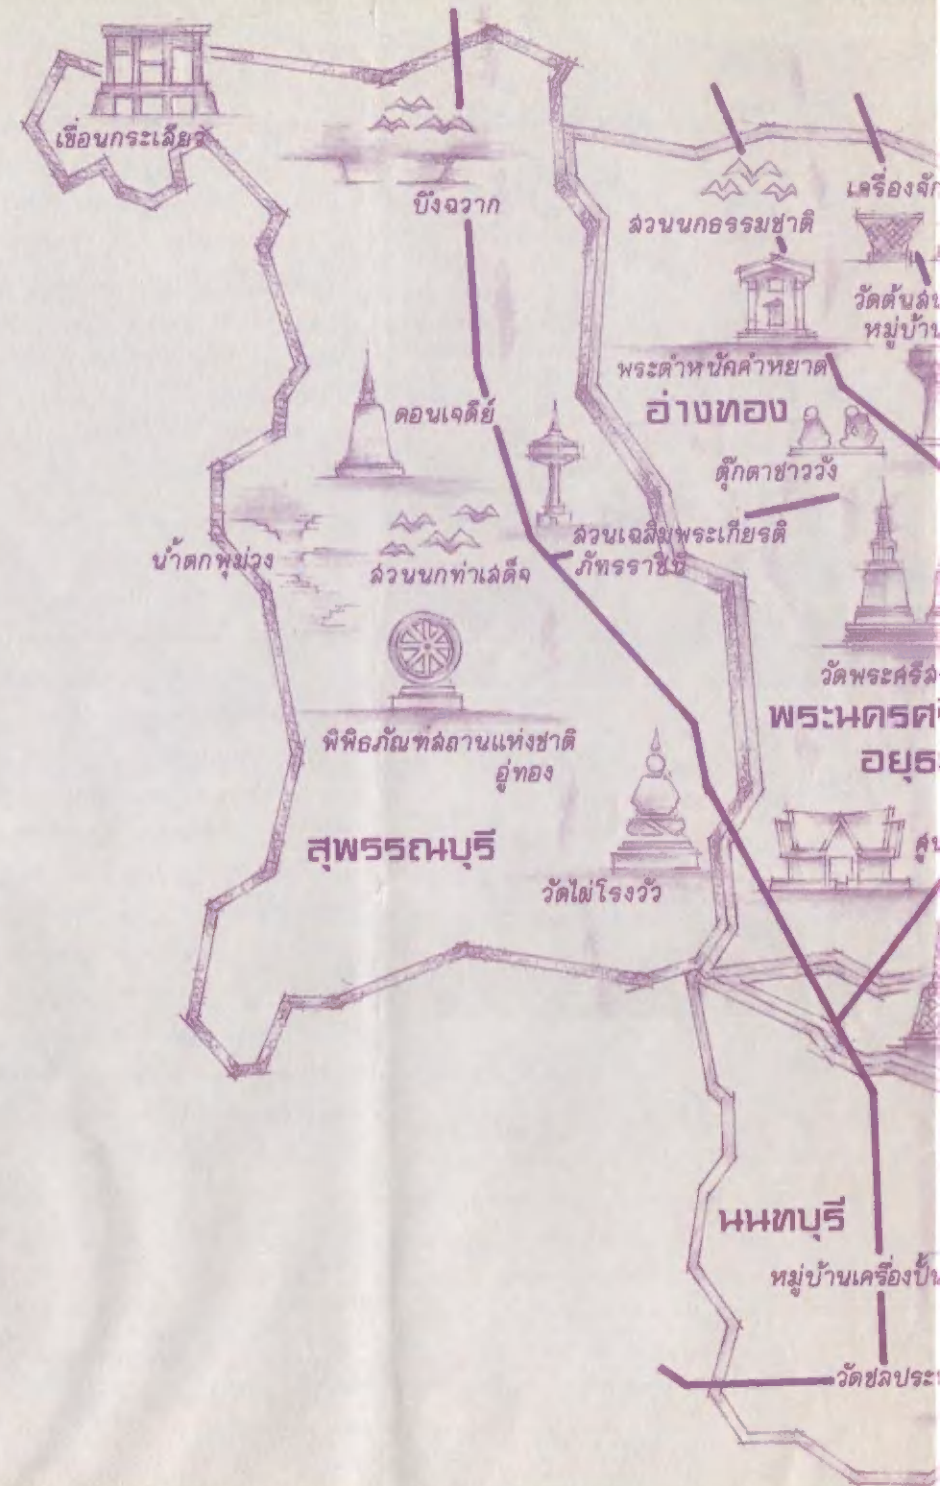 เขื่อนกระเสียว
บึงฉวาก
สวนนกธรรมชาติ
เครื่องจัก
วัดต้นสน
หมู่บ้าน
พระตำหนักคำหยาด
อ่างทอง
ดอนเจดีย์
ตุ๊กตาชาววัง
น้ำตกพุม่วง
สวนนกท่าเสด็จ
สวนเฉลิมพระเกียรติ
ภัทรราชินี
วัดพระศรีส
พระนครศรี
อยุธ
พิพิธภัณฑ์สถานแห่งชาติ
อู่ทอง
สุพรรณบุรี
ศูน
วัดไผ่โรงวัว
นนทบุรี
หมู่บ้านเครื่องปั้น
วัดชลประ